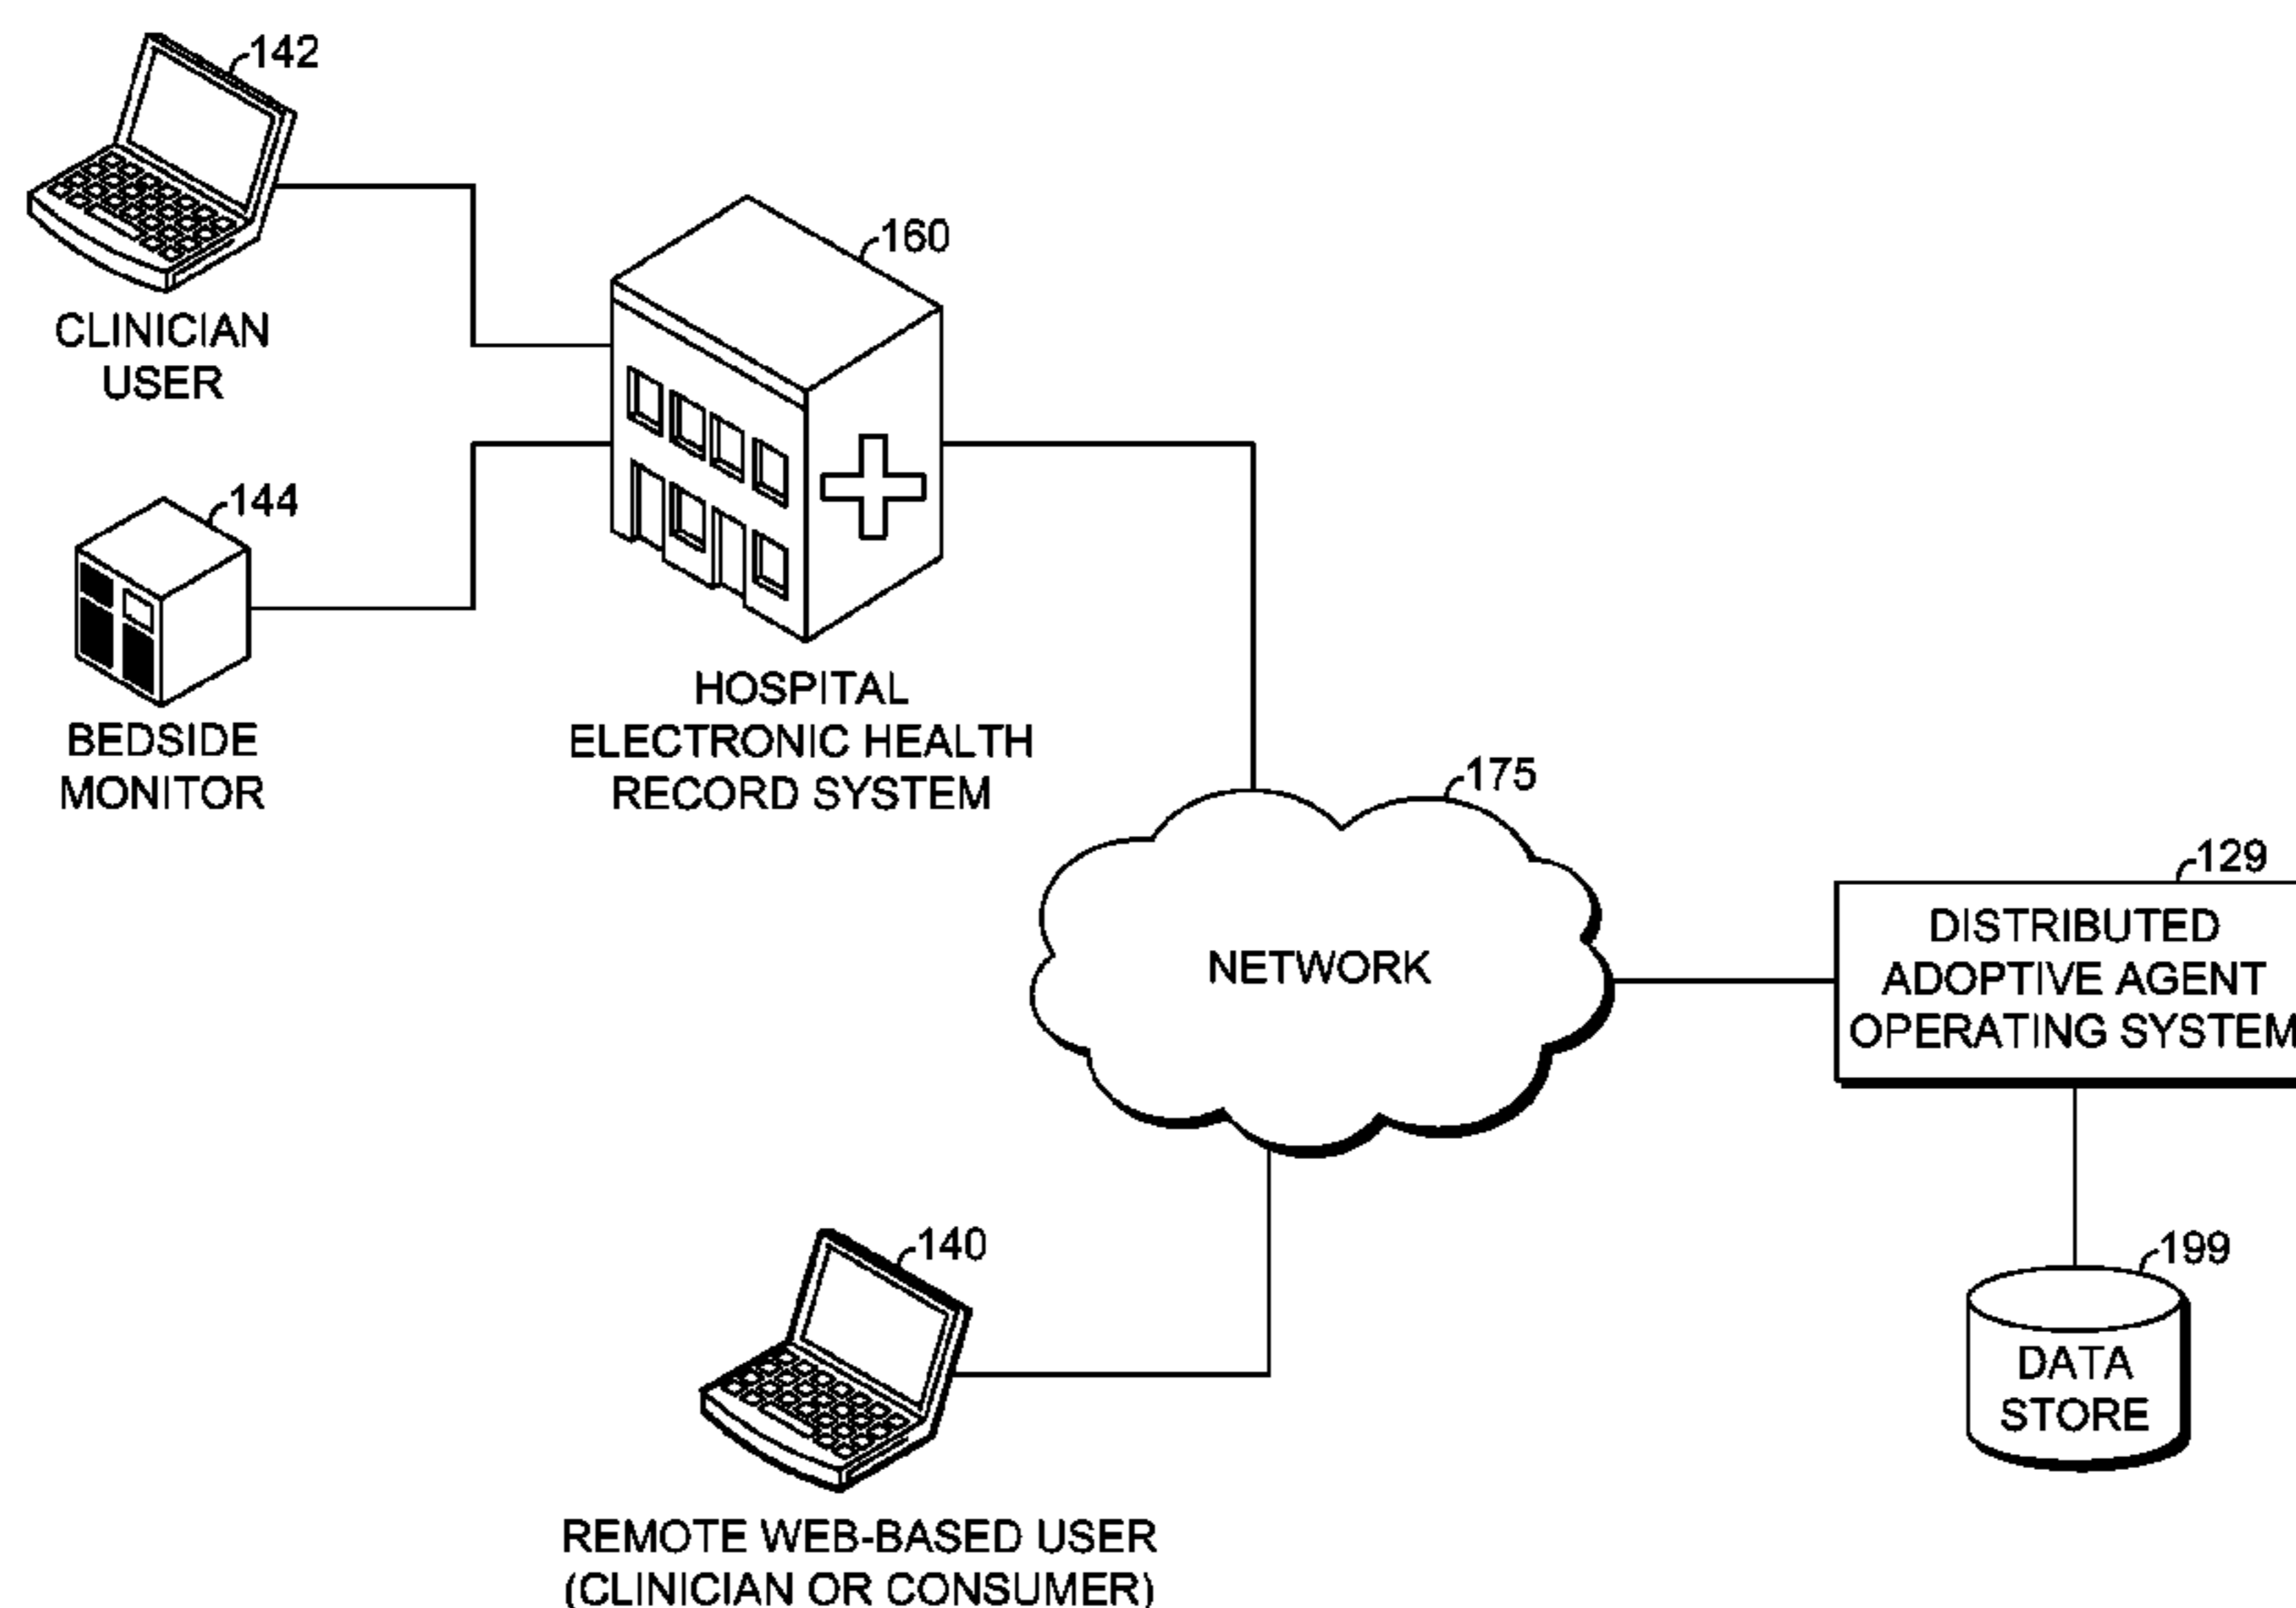 142
CLINICIAN
USER
160
144
BEDSIDE
MONITOR
HOSPITAL
ELECTRONIC HEALTH
RECORD SYSTEM
175
NETWORK
129
DISTRIBUTED
ADOPTIVE AGENT
OPERATING SYSTEM
140
REMOTE WEB-BASED USER
(CLINICIAN OR CONSUMER)
199
DATA
STORE